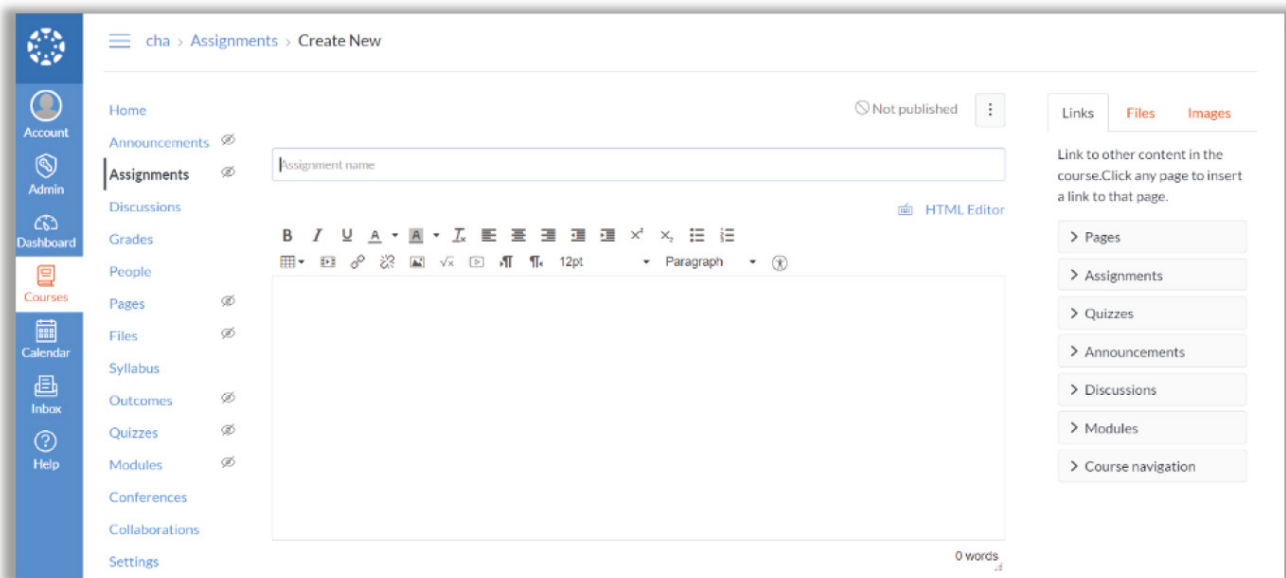 cha > Assignments > Create New
Account
Admin
Dashboard
Courses
Calendar
Inbox
Help
Home
Announcements
Assignments
Discussions
Grades
People
Pages
Files
Syllabus
Outcomes
Quizzes
Modules
Conferences
Collaborations
Settings
Not published
Assignment name
HTML Editor
B I U A A Tx x² x₂
√x 12pt Paragraph
0 words
Links Files Images
Link to other content in the
course.Click any page to insert
a link to that page.
> Pages
> Assignments
> Quizzes
> Announcements
> Discussions
> Modules
> Course navigation